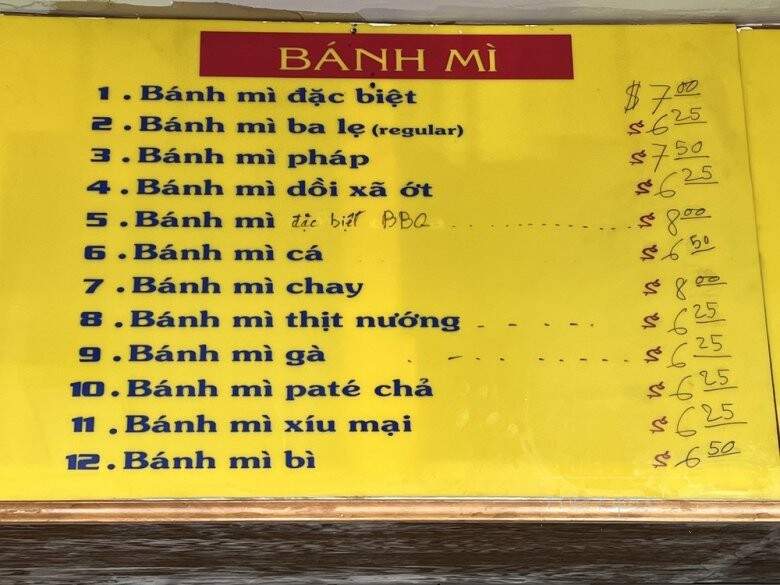 BÁNH MÌ
1. Bánh mì đặc biệt $7.00
2. Bánh mì ba lẹ (regular) $6.25
3. Bánh mì pháp $7.50
4. Bánh mì dồi xã ớt $6.25
5. Bánh mì đặc biệt BBQ .................... $8.00
6. Bánh mì cá $6.50
7. Bánh mì chay $8.00
8. Bánh mì thịt nướng - - - - - - $6.25
9. Bánh mì gà . - . - . . . . . . . $6.25
10. Bánh mì paté chả $6.25
11. Bánh mì xíu mại $6.25
12. Bánh mì bì $6.50